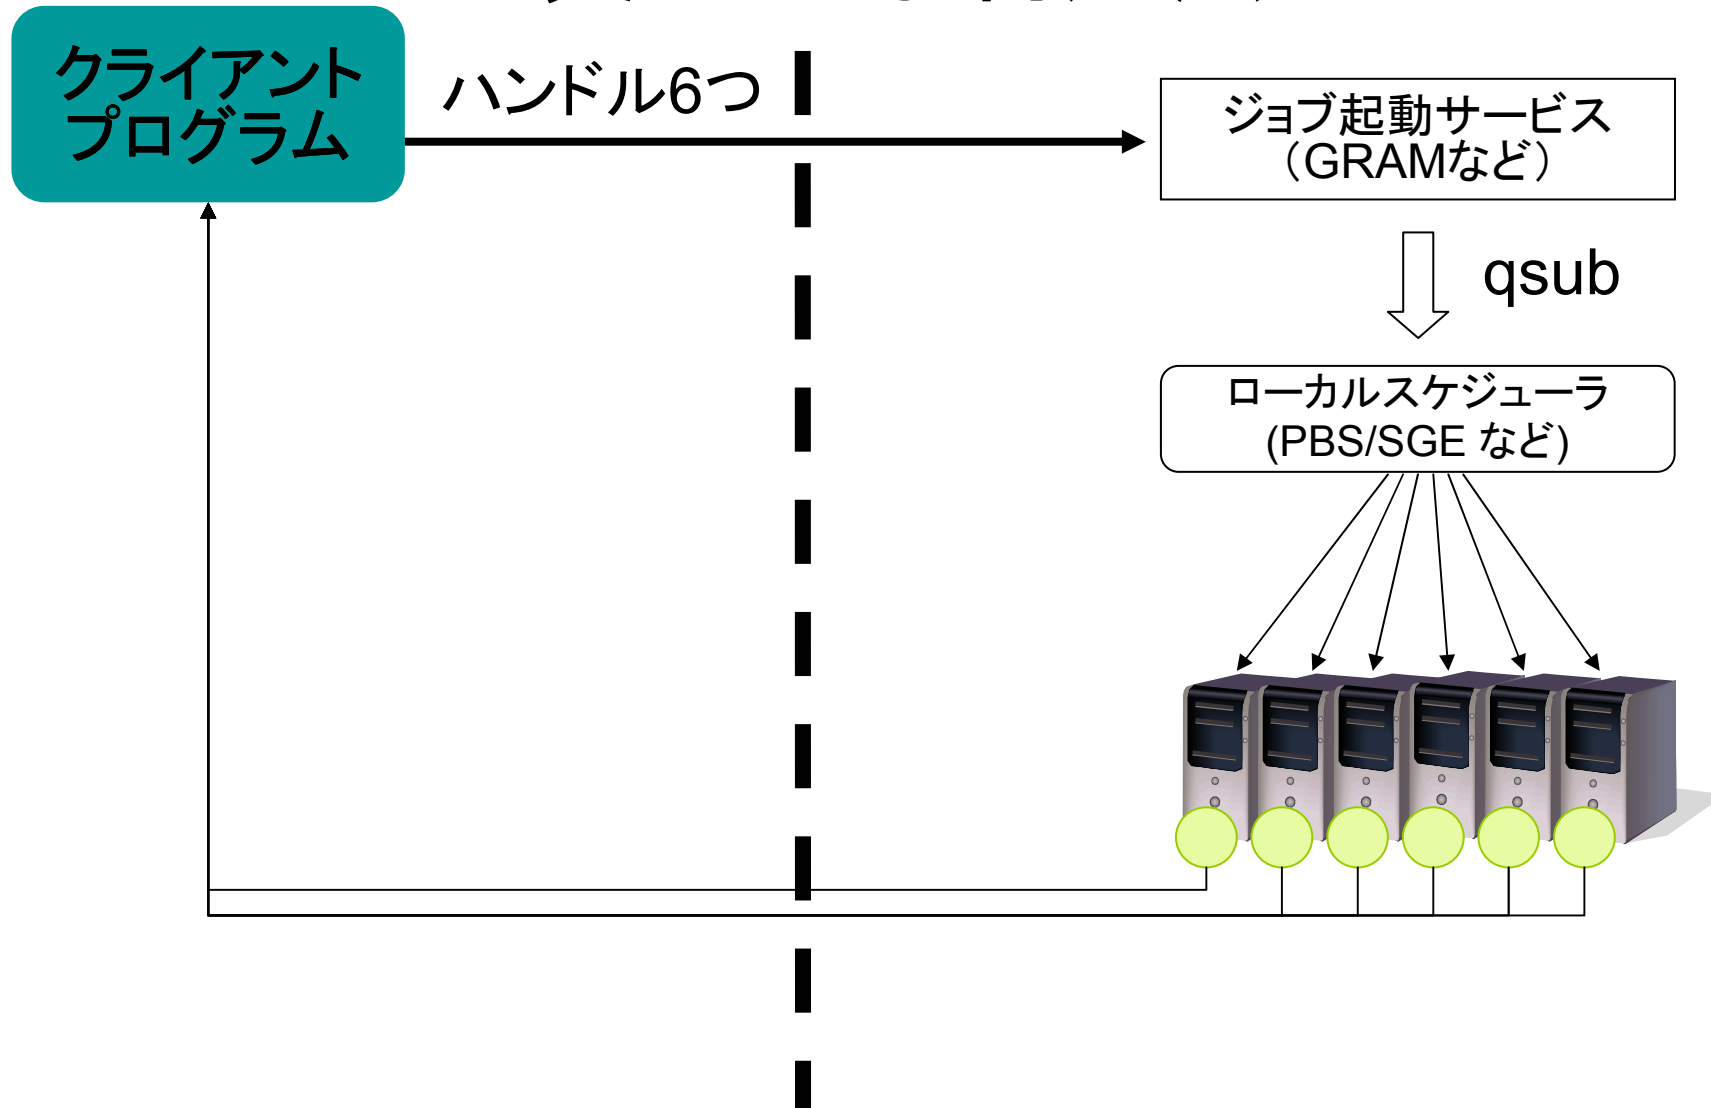 クライアント
プログラム
ハンドル6つ
ジョブ起動サービス
（GRAMなど）
qsub
ローカルスケジューラ
(PBS/SGE など)